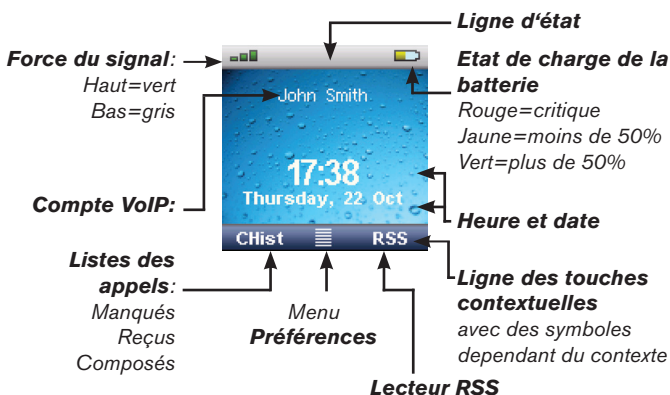 Ligne d'état
Force du signal:
Haut=vert
Bas=gris
Etat de charge de la
batterie
Rouge=critique
Jaune=moins de 50%
Vert=plus de 50%
John Smith
17:38
Thursday, 22 Oct
Compte VoIP:
Heure et date
CHist
RSS
Listes des
appels:
Manqués
Reçus
Composés
Menu
Préférences
Ligne des touches
contextuelles
avec des symboles
dependant du contexte
Lecteur RSS